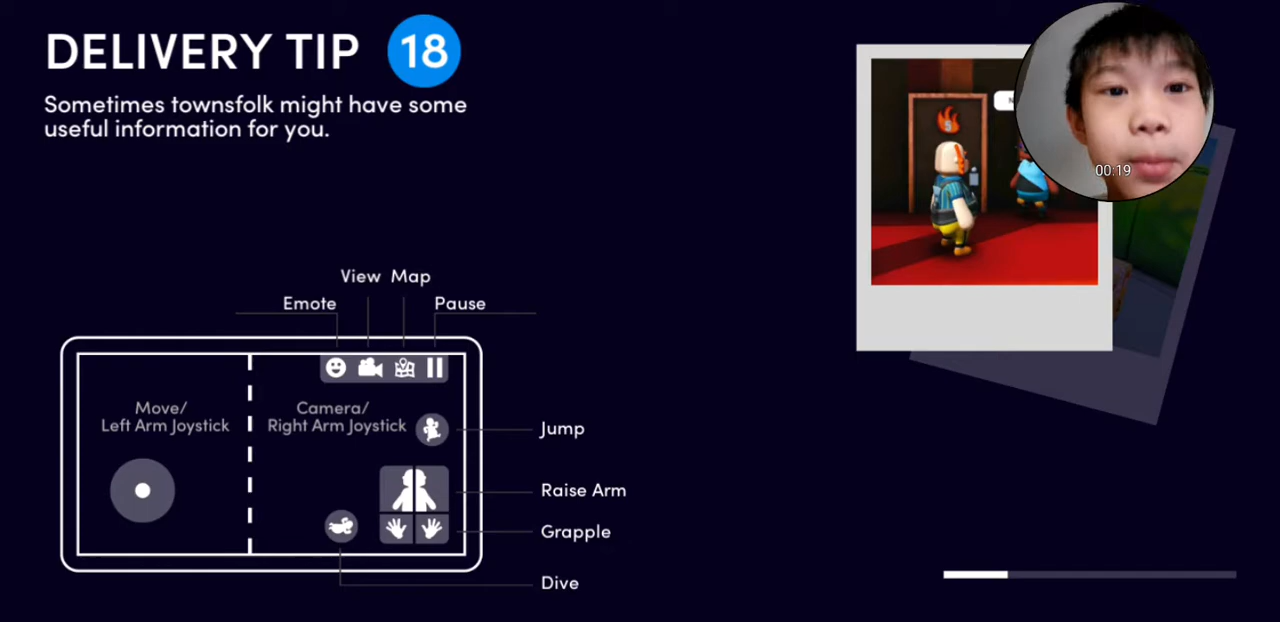 DELIVERY TIP 18
Sometimes townsfolk might have some
useful information for you.
00:19
View Map
Emote Pause
Move/
Left Arm Joystick
Camera/
Right Arm Joystick
Jump
Raise Arm
Grapple
Dive